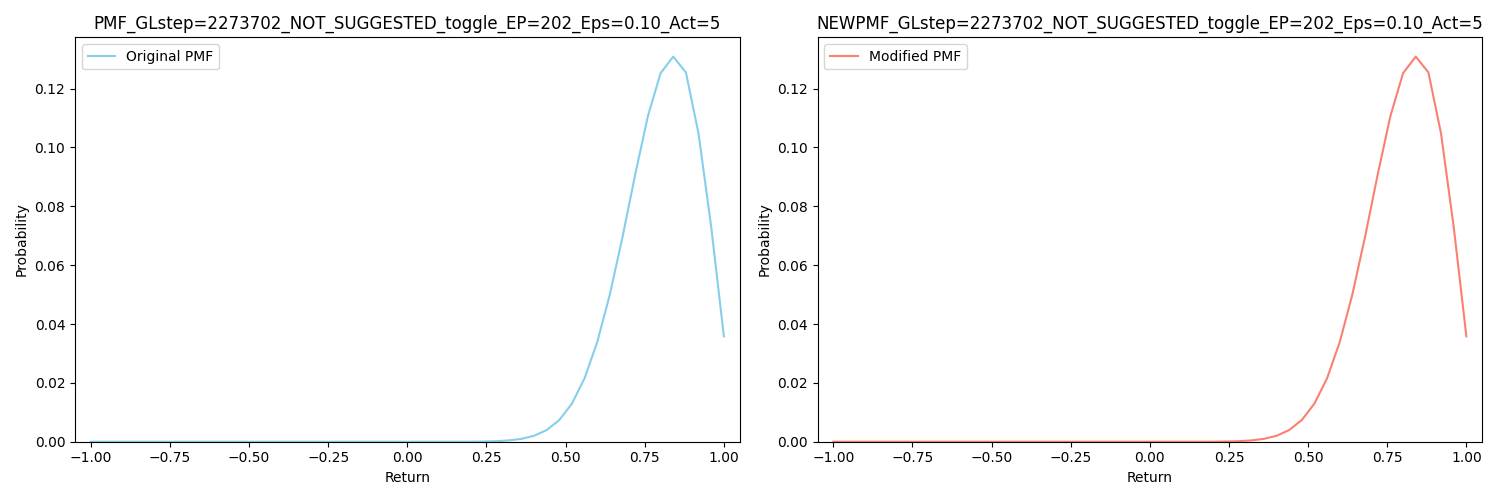 PMF_GLstep=2273702_NOT_SUGGESTED_toggle_EP=202_Eps=0.10_Act=5
Original PMF
0.12
0.10
0.08
0.06
0.04
0.02
0.00
Probability
−1.00 −0.75 −0.50 −0.25 0.00 0.25 0.50 0.75 1.00
Return
NEWPMF_GLstep=2273702_NOT_SUGGESTED_toggle_EP=202_Eps=0.10_Act=5
Modified PMF
0.12
0.10
0.08
0.06
0.04
0.02
0.00
Probability
−1.00 −0.75 −0.50 −0.25 0.00 0.25 0.50 0.75 1.00
Return